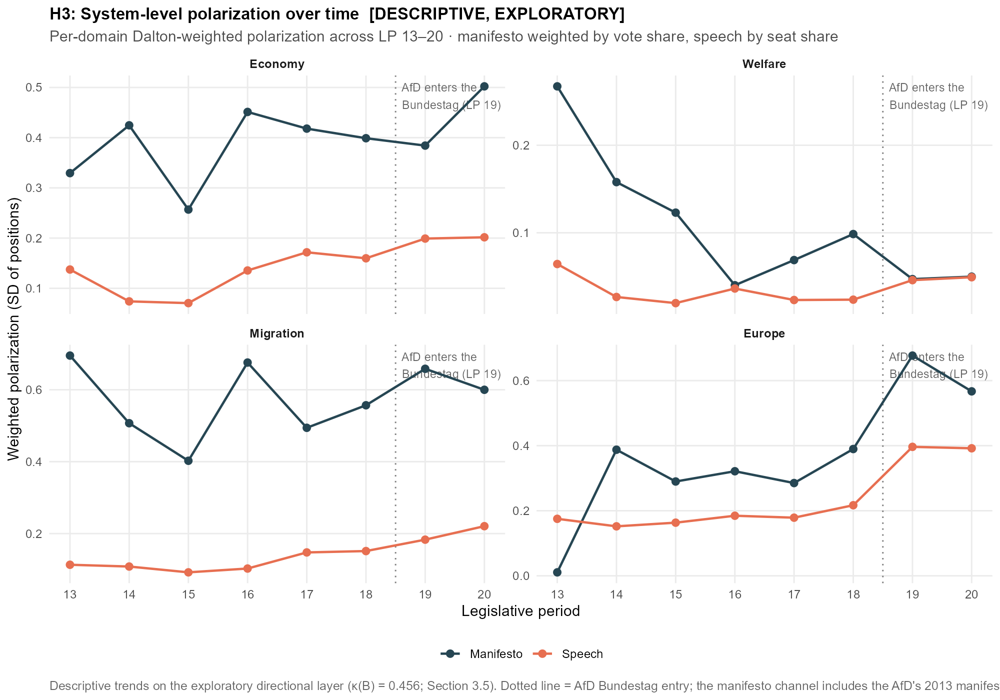 H3: System-level polarization over time [DESCRIPTIVE, EXPLORATORY]
Per-domain Dalton-weighted polarization across LP 13–20 · manifesto weighted by vote share, speech by seat share
Economy
Welfare
AfD enters the
Bundestag (LP 19)
AfD enters the
Bundestag (LP 19)
0.5
0.4
0.3
0.2
0.1
0.2
0.1
Weighted polarization (SD of positions)
Migration
Europe
AfD enters the
Bundestag (LP 19)
AfD enters the
Bundestag (LP 19)
0.6
0.4
0.2
0.6
0.4
0.2
0.0
13 14 15 16 17 18 19 20
13 14 15 16 17 18 19 20
Legislative period
Manifesto Speech
Descriptive trends on the exploratory directional layer (κ(B) = 0.456; Section 3.5). Dotted line = AfD Bundestag entry; the manifesto channel includes the AfD's 2013 manifes